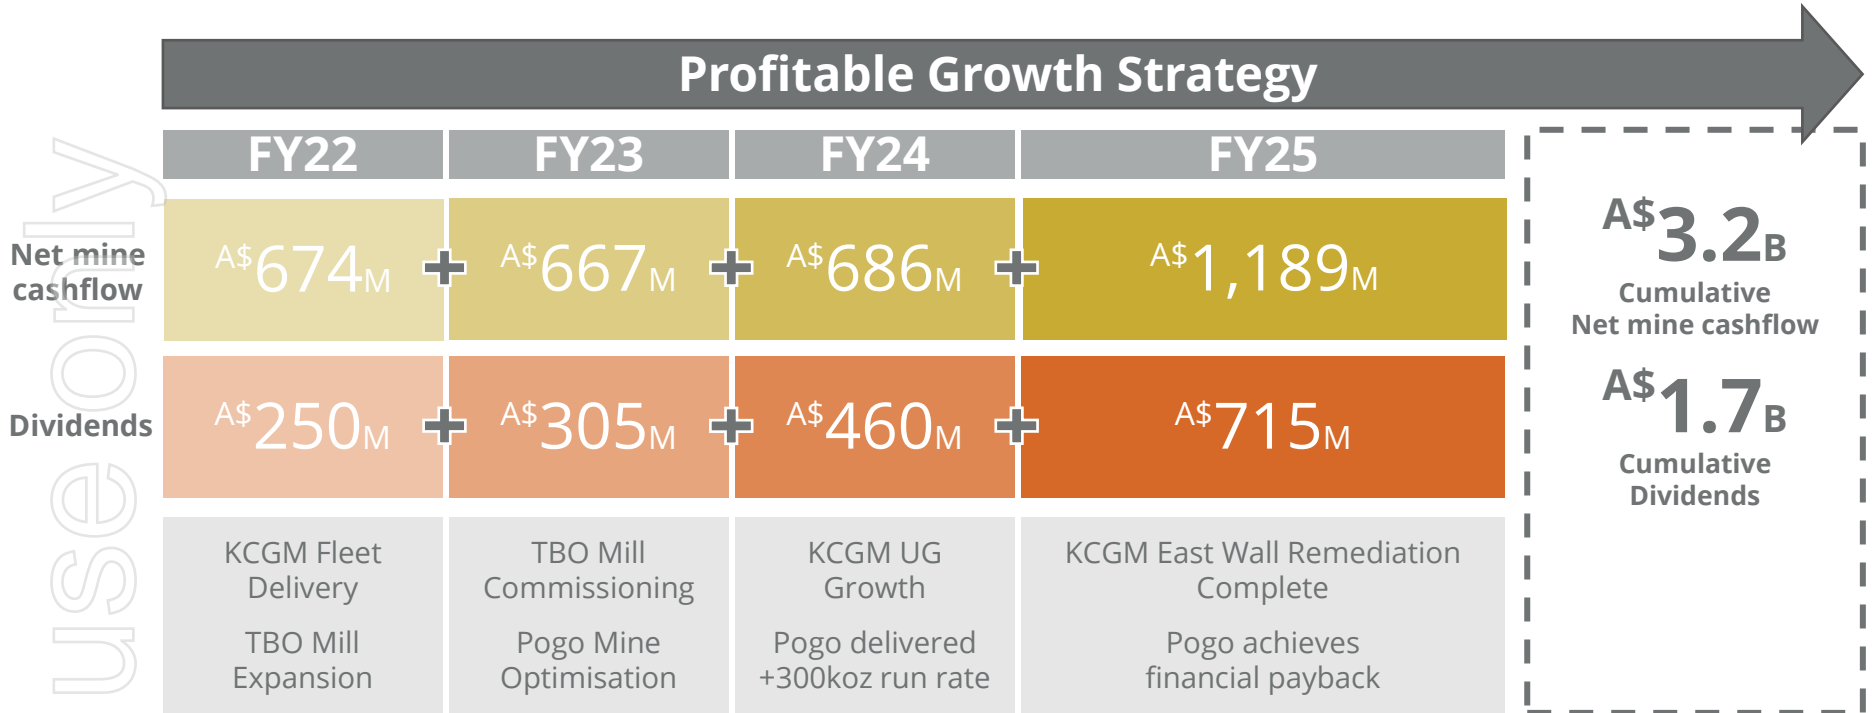 Profitable Growth Strategy
FY22 FY23 FY24 FY25
Net mine
cashflow
A$674M + A$667M + A$686M + A$1,189M
A$3.2B
Cumulative
Net mine cashflow
Dividends
A$250M + A$305M + A$460M + A$715M
A$1.7B
Cumulative
Dividends
KCGM Fleet
Delivery
TBO Mill
Expansion
TBO Mill
Commissioning
Pogo Mine
Optimisation
KCGM UG
Growth
Pogo delivered
+300koz run rate
KCGM East Wall Remediation
Complete
Pogo achieves
financial payback
use only